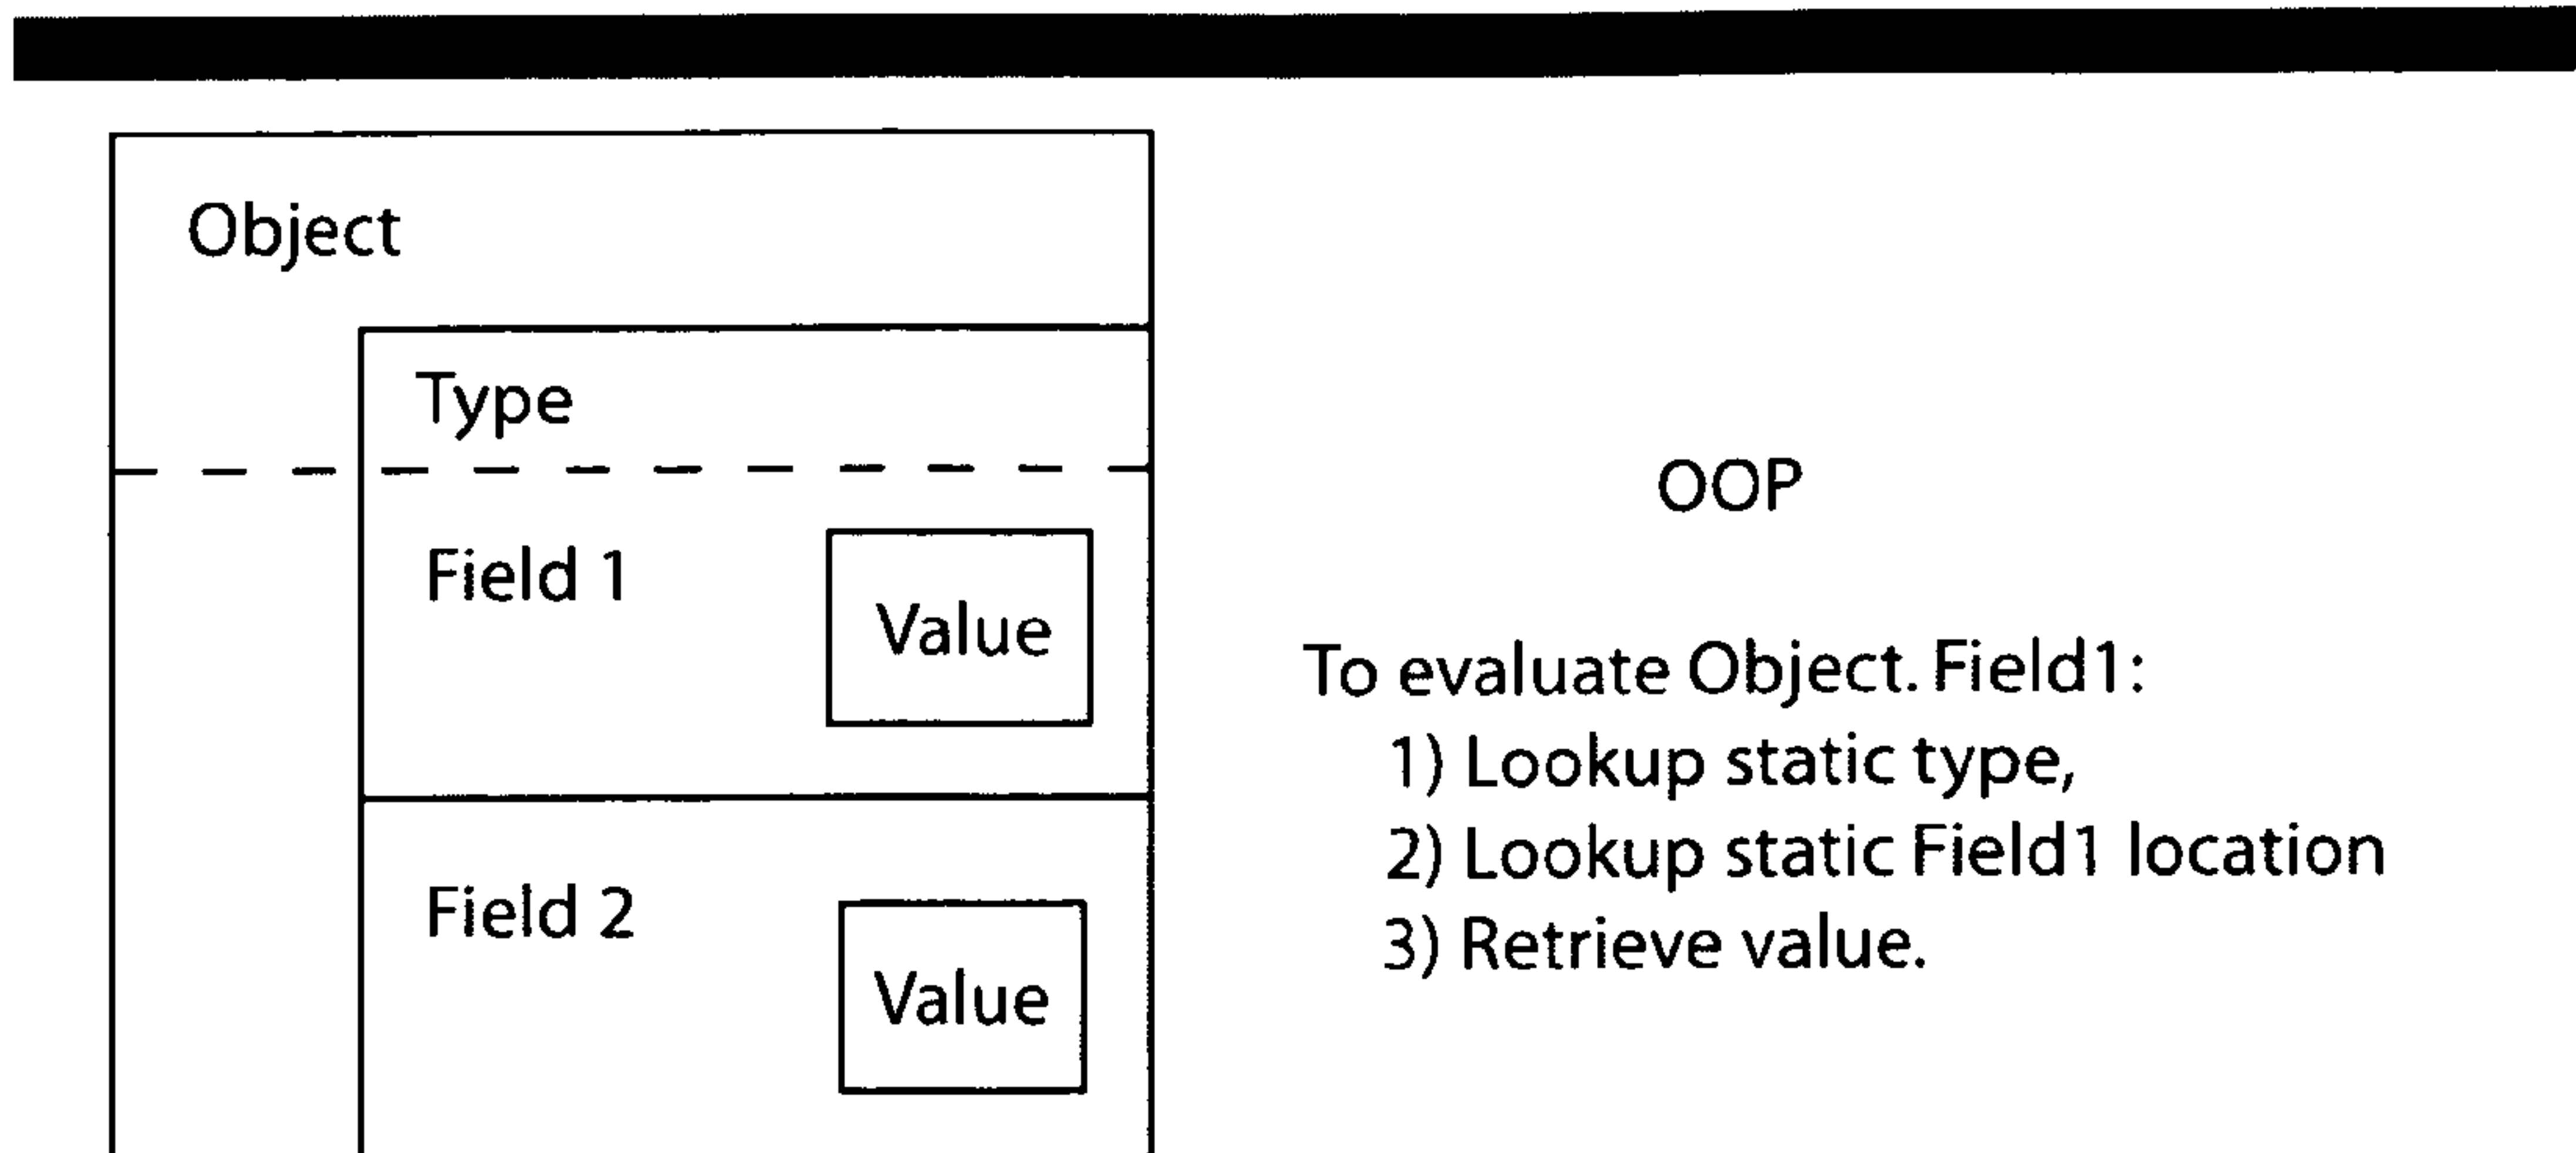 Object
Type
Field 1
Value
Field 2
Value
OOP
To evaluate Object. Field1:
1) Lookup static type,
2) Lookup static Field1 location
3) Retrieve value.